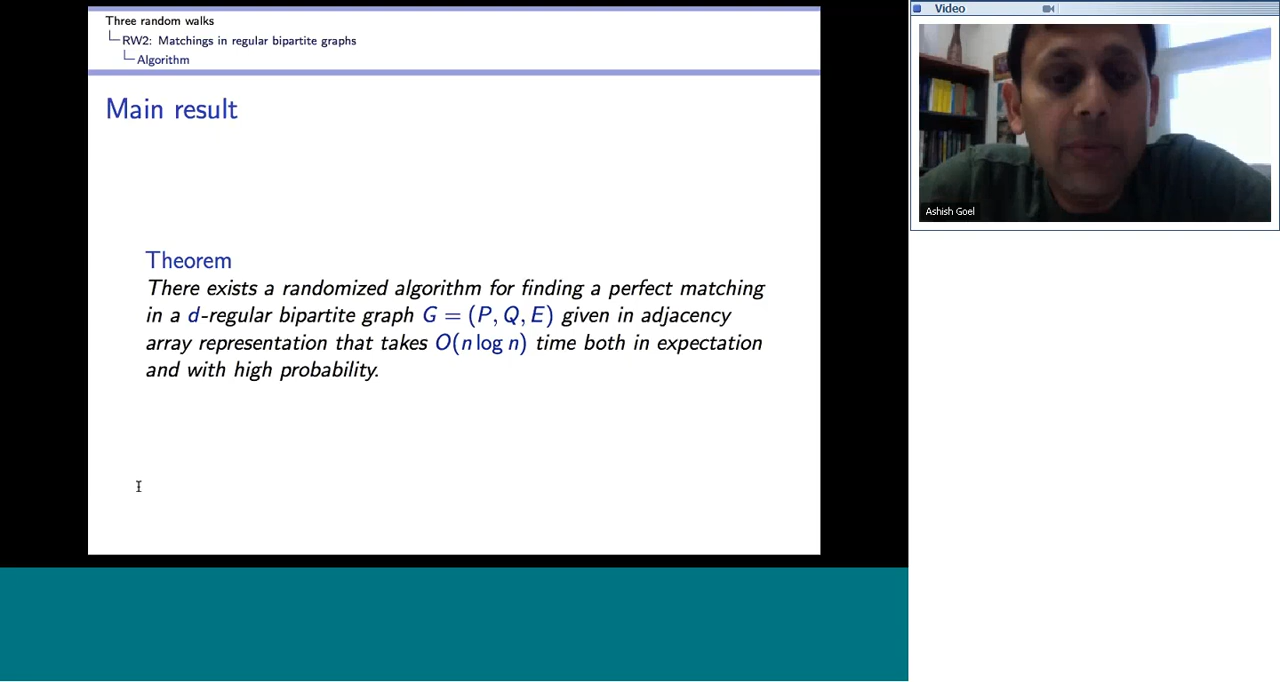 Three random walks
RW2: Matchings in regular bipartite graphs
Algorithm
Main result
Theorem
There exists a randomized algorithm for finding a perfect matching
in a d-regular bipartite graph G = (P, Q, E) given in adjacency
array representation that takes O(n log n) time both in expectation
and with high probability.
Video
Ashish Goel